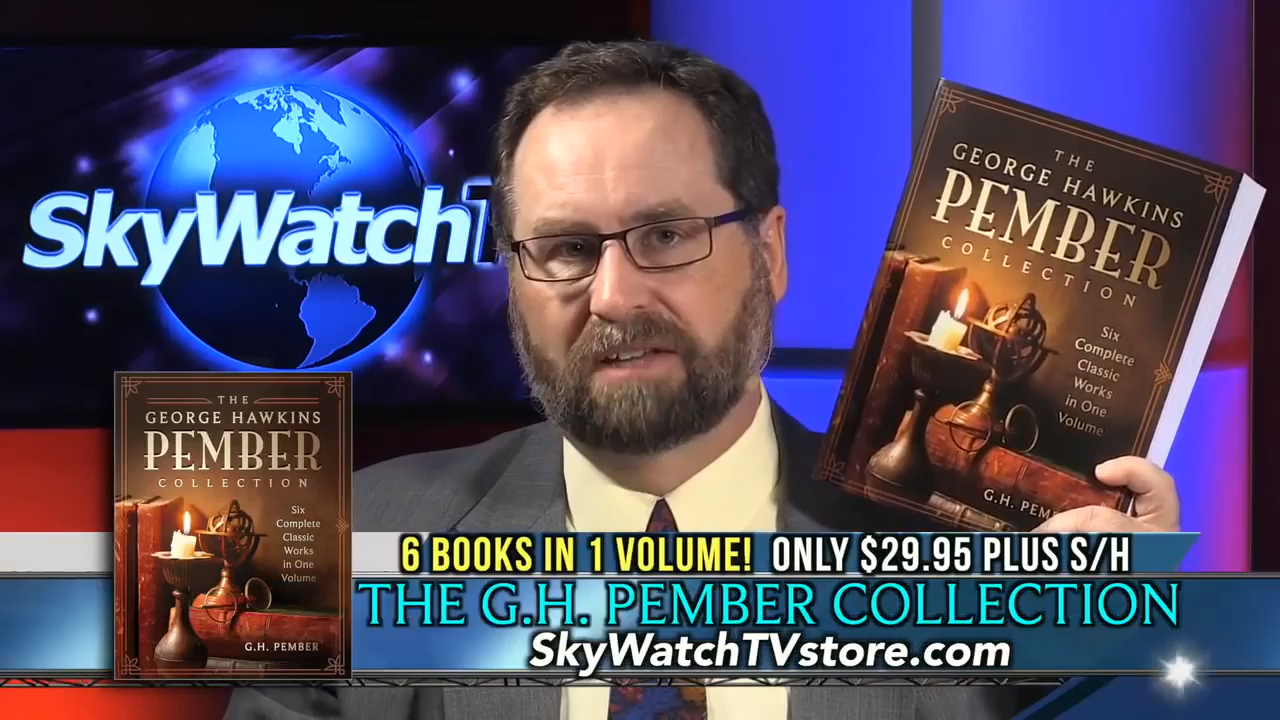 SkyWatchT
THE
GEORGE HAWKINS
PEMBER
COLLECTION
Six
Complete
Classic
Works
in One
Volume
G.H. PEM
THE
GEORGE HAWKINS
PEMBER
COLLECTION
Six
Complete
Classic
Works
in One
Volume
G.H. PEMBER
6 BOOKS IN 1 VOLUME! ONLY $29.95 PLUS S/H
THE G.H. PEMBER COLLECTION
SkyWatchTVstore.com